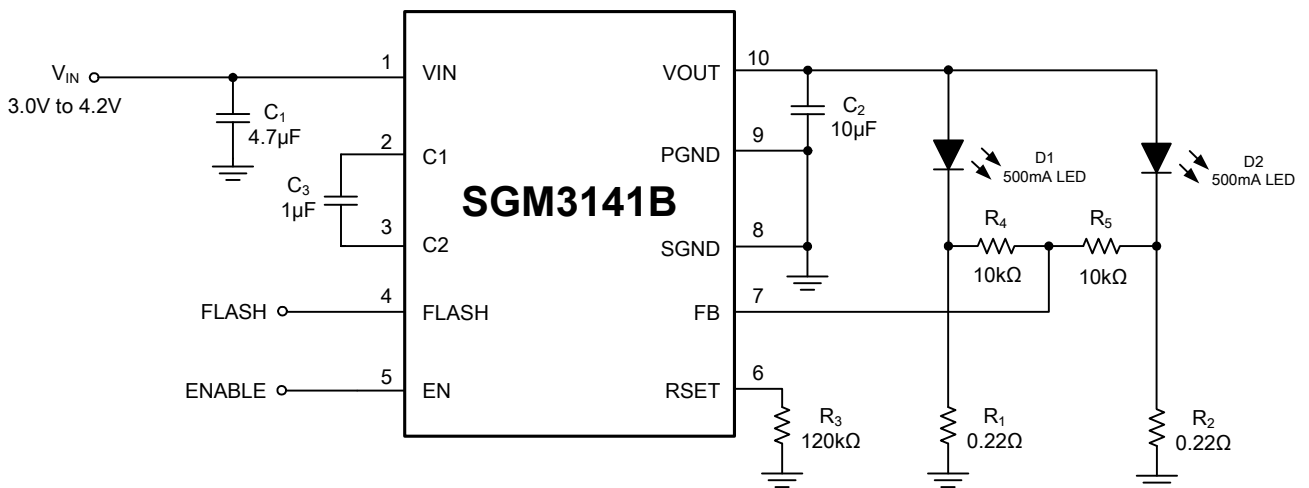 V_IN
3.0V to 4.2V
C₁
4.7µF
C₃
1µF
FLASH
ENABLE
1
2
3
4
5
VIN
C1
C2
FLASH
EN
SGM3141B
VOUT
PGND
SGND
FB
RSET
10
9
8
7
6
C₂
10µF
D1
500mA LED
D2
500mA LED
R₄
10kΩ
R₅
10kΩ
R₃
120kΩ
R₁
0.22Ω
R₂
0.22Ω